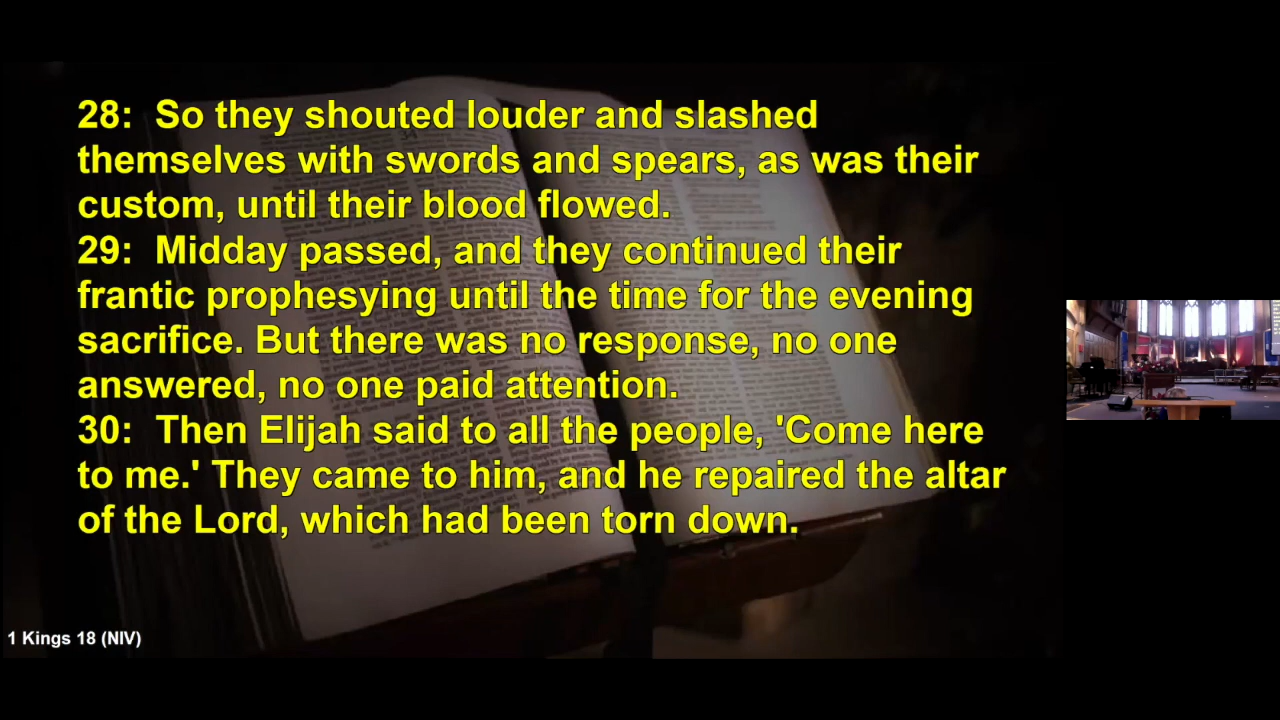 28:  So they shouted louder and slashed
themselves with swords and spears, as was their
custom, until their blood flowed.
29:  Midday passed, and they continued their
frantic prophesying until the time for the evening
sacrifice. But there was no response, no one
answered, no one paid attention.
30:  Then Elijah said to all the people, 'Come here
to me.' They came to him, and he repaired the altar
of the Lord, which had been torn down.
1 Kings 18 (NIV)